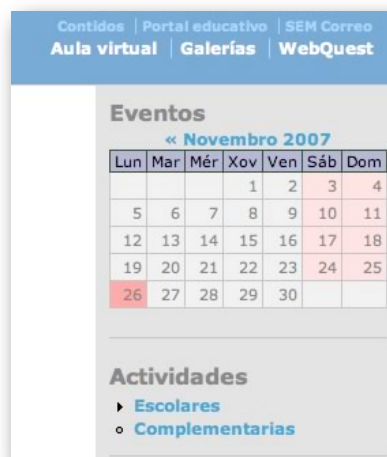 Contidos | Portal educativo | SEM Correo
Aula virtual | Galerías | WebQuest
Eventos
« Novembro 2007
Lun Mar Mér Xov Ven Sáb Dom
1 2 3 4
5 6 7 8 9 10 11
12 13 14 15 16 17 18
19 20 21 22 23 24 25
26 27 28 29 30
Actividades
Escolares
Complementarias